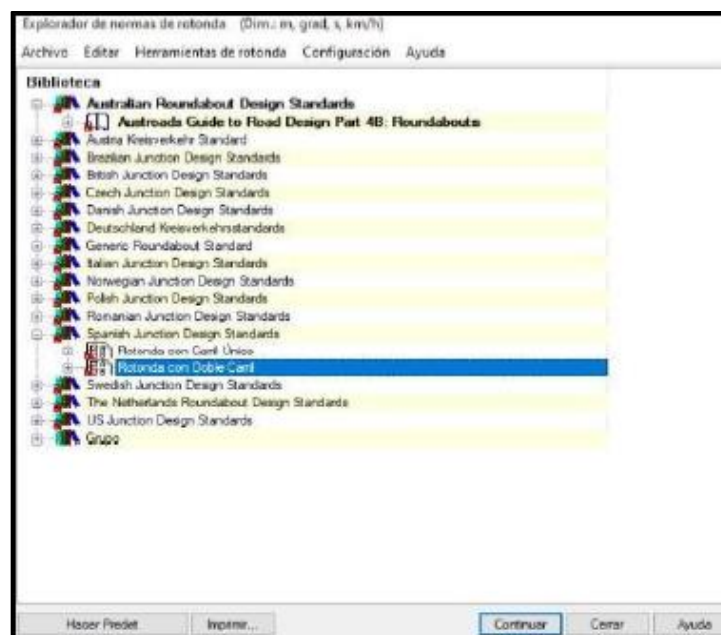 Explorador de normas de rotonda (Dim.: m, grad, s, km/h)
Archivo Editar Herramientas de rotonda Configuración Ayuda
Biblioteca
Australian Roundabout Design Standards
Austroads Guide to Road Design Part 4B: Roundabouts
Austria Kreisverkehr Standard
Brazilian Junction Design Standards
British Junction Design Standards
Czech Junction Design Standards
Danish Junction Design Standards
Deutschland Kreisverkehrsstandards
Generic Roundabout Standard
Italian Junction Design Standards
Norwegian Junction Design Standards
Polish Junction Design Standards
Romanian Junction Design Standards
Spanish Junction Design Standards
Rotonda con Carril Único
Rotonda con Doble Carril
Swedish Junction Design Standards
The Netherlands Roundabout Design Standards
US Junction Design Standards
Grupo
Hacer Predet. Imprimir... Continuar Cerrar Ayuda